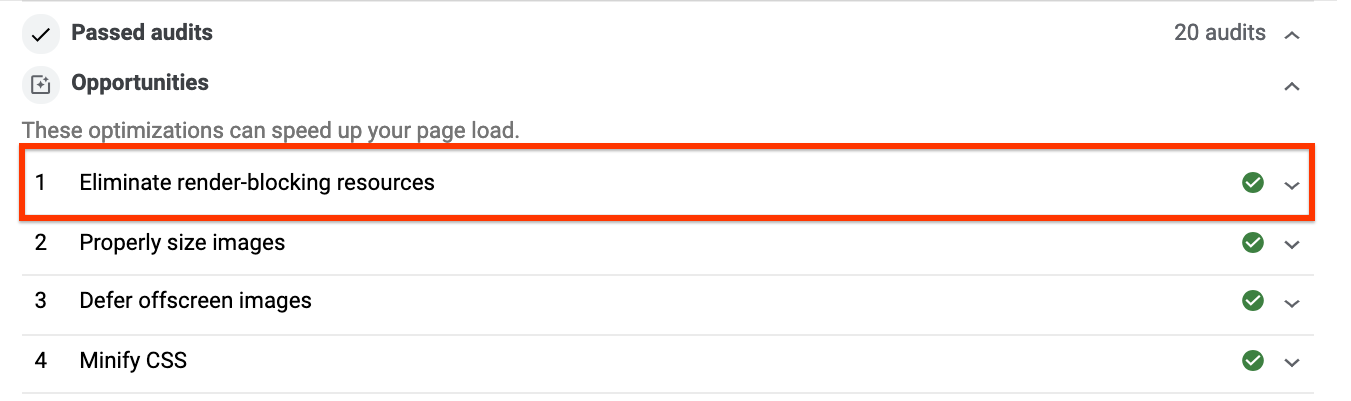 Passed audits 20 audits
Opportunities
These optimizations can speed up your page load.
1 Eliminate render-blocking resources
2 Properly size images
3 Defer offscreen images
4 Minify CSS